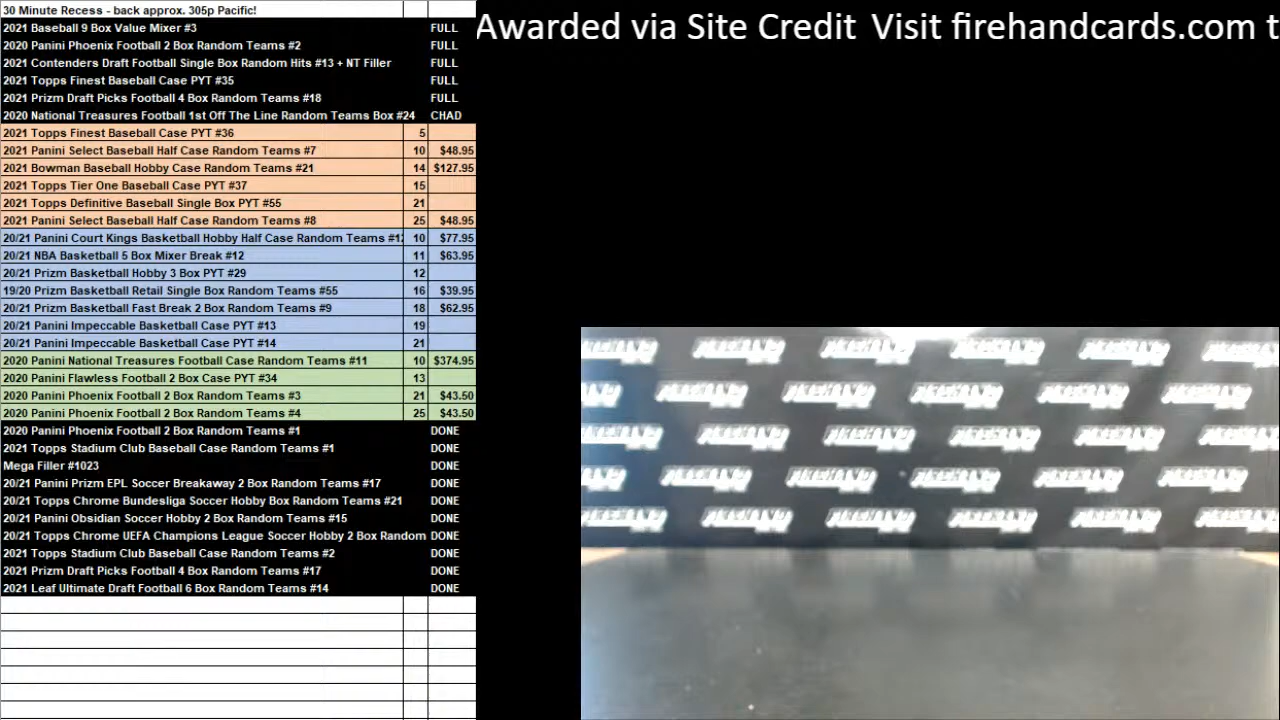 30 Minute Recess - back approx. 305p Pacific!
2021 Baseball 9 Box Value Mixer #3 FULL
2020 Panini Phoenix Football 2 Box Random Teams #2 FULL
2021 Contenders Draft Football Single Box Random Hits #13 + NT Filler FULL
2021 Topps Finest Baseball Case PYT #35 FULL
2021 Prizm Draft Picks Football 4 Box Random Teams #18 FULL
2020 National Treasures Football 1st Off The Line Random Teams Box #24 CHAD
2021 Topps Finest Baseball Case PYT #36 5
2021 Panini Select Baseball Half Case Random Teams #7 10 $48.95
2021 Bowman Baseball Hobby Case Random Teams #21 14 $127.95
2021 Topps Tier One Baseball Case PYT #37 15
2021 Topps Definitive Baseball Single Box PYT #55 21
2021 Panini Select Baseball Half Case Random Teams #8 25 $48.95
20/21 Panini Court Kings Basketball Hobby Half Case Random Teams 10 $77.95
20/21 NBA Basketball 5 Box Mixer Break #12 11 $63.95
20/21 Prizm Basketball Hobby 3 Box PYT #29 12
19/20 Prizm Basketball Retail Single Box Random Teams #55 16 $39.95
20/21 Prizm Basketball Fast Break 2 Box Random Teams #9 18 $62.95
20/21 Panini Impeccable Basketball Case PYT #13 19
20/21 Panini Impeccable Basketball Case PYT #14 21
2020 Panini National Treasures Football Case Random Teams #11 10 $374.95
2020 Panini Flawless Football 2 Box Case PYT #34 13
2020 Panini Phoenix Football 2 Box Random Teams #3 21 $43.50
2020 Panini Phoenix Football 2 Box Random Teams #4 25 $43.50
2020 Panini Phoenix Football 2 Box Random Teams #1 DONE
2021 Topps Stadium Club Baseball Case Random Teams #1 DONE
Mega Filler #1023 DONE
20/21 Panini Prizm EPL Soccer Breakaway 2 Box Random Teams #17 DONE
20/21 Topps Chrome Bundesliga Soccer Hobby Box Random Teams #21 DONE
20/21 Panini Obsidian Soccer Hobby 2 Box Random Teams #15 DONE
20/21 Topps Chrome UEFA Champions League Soccer Hobby 2 Box Random DONE
2021 Topps Stadium Club Baseball Case Random Teams #2 DONE
2021 Prizm Draft Picks Football 4 Box Random Teams #17 DONE
2021 Leaf Ultimate Draft Football 6 Box Random Teams #14 DONE
Awarded via Site Credit Visit firehandcards.com t